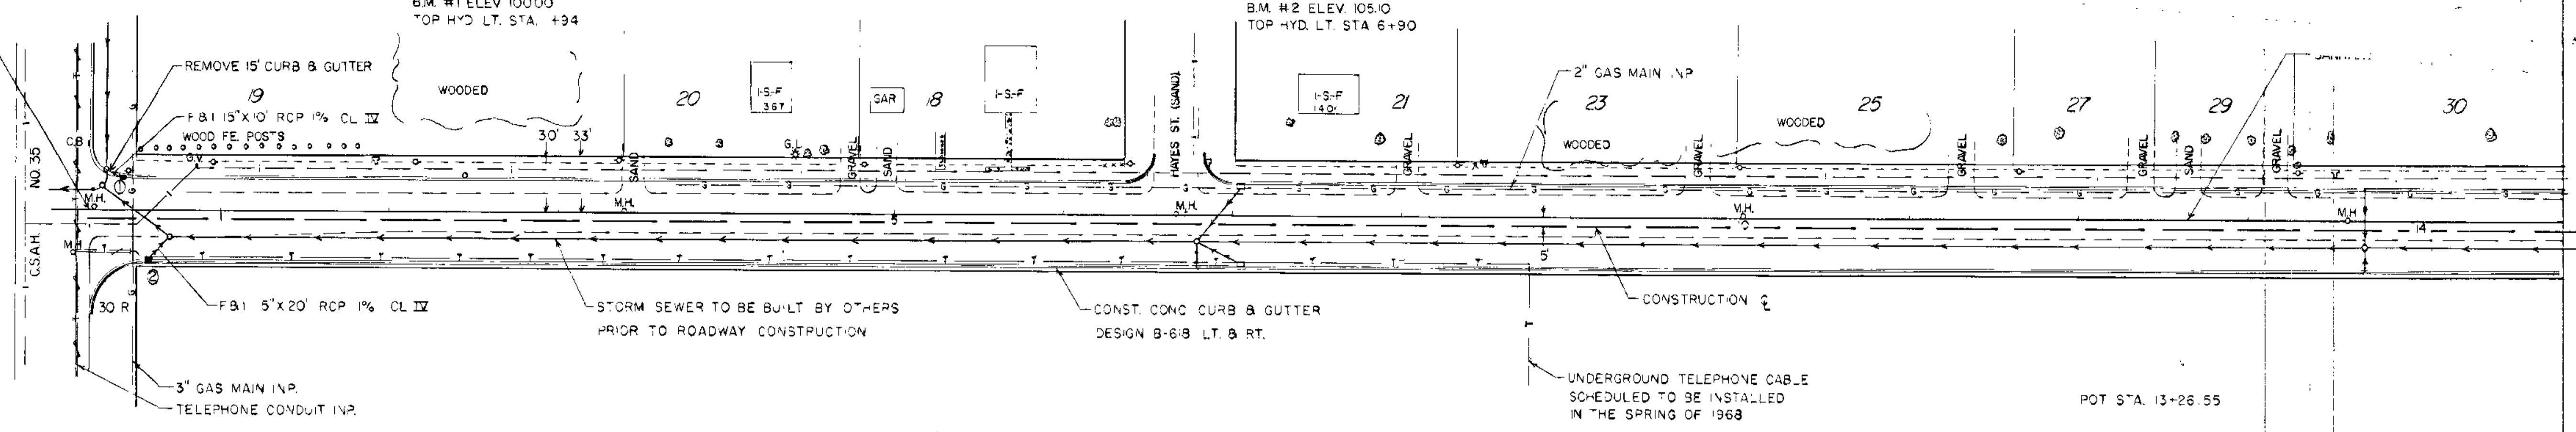 B.M. #1 ELEV 100.00
TOP HYD LT. STA. +94
B.M. #2 ELEV. 105.10
TOP HYD. LT. STA 6+90
REMOVE 15' CURB & GUTTER
19
WOODED
20
1-S-F
367
GAR
18
1-S-F
HAYES ST. (SAND)
1-S-F
140
21
2" GAS MAIN INP
23
WOODED
25
WOODED
27
29
30
F&I 15"X10' RCP 1% CL IV
WOOD FE. POSTS
C.B.
G.V.
30'
33'
SAND
G.L.
GRAVEL
SAND
GRAVEL
GRAVEL
GRAVEL
GRAVEL
SAND
GRAVEL
C.S.A.H. NO. 35
1
M.H.
M.H.
M.H.
M.H.
M.H.
M.H.
5
5'
14
2
30 R
F&I 5"X20' RCP 1% CL IV
STORM SEWER TO BE BUILT BY OTHERS
PRIOR TO ROADWAY CONSTRUCTION
CONST. CONC CURB & GUTTER
DESIGN B-618 LT. & RT.
CONSTRUCTION ℄
3" GAS MAIN INP.
TELEPHONE CONDUIT INP.
UNDERGROUND TELEPHONE CABLE
SCHEDULED TO BE INSTALLED
IN THE SPRING OF 1968
POT STA. 13+26.55